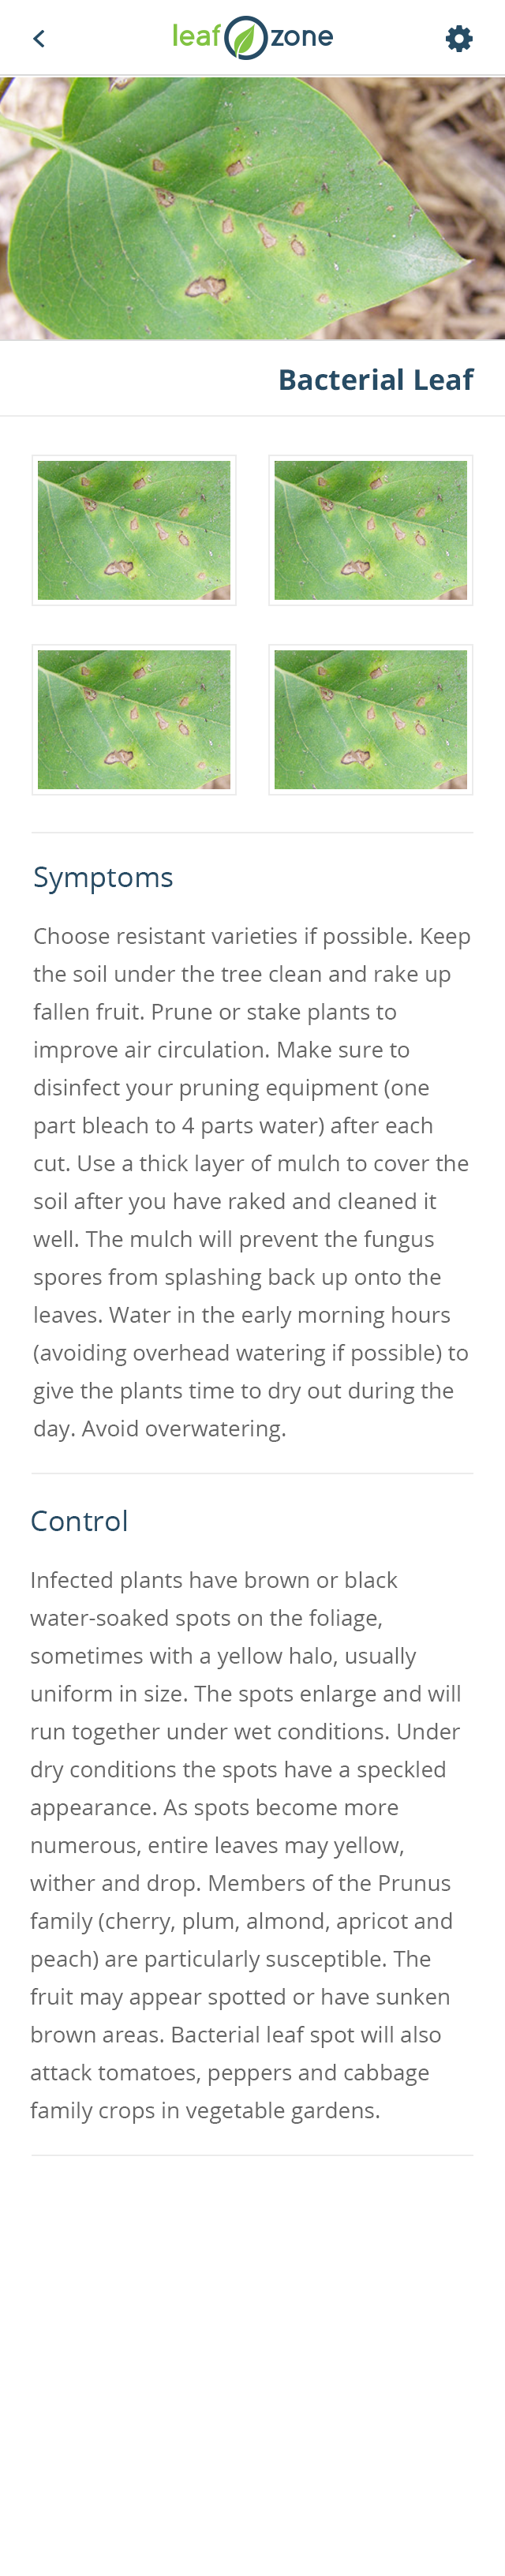 leaf zone
Bacterial Leaf
Symptoms
Choose resistant varieties if possible. Keep
the soil under the tree clean and rake up
fallen fruit. Prune or stake plants to
improve air circulation. Make sure to
disinfect your pruning equipment (one
part bleach to 4 parts water) after each
cut. Use a thick layer of mulch to cover the
soil after you have raked and cleaned it
well. The mulch will prevent the fungus
spores from splashing back up onto the
leaves. Water in the early morning hours
(avoiding overhead watering if possible) to
give the plants time to dry out during the
day. Avoid overwatering.
Control
Infected plants have brown or black
water-soaked spots on the foliage,
sometimes with a yellow halo, usually
uniform in size. The spots enlarge and will
run together under wet conditions. Under
dry conditions the spots have a speckled
appearance. As spots become more
numerous, entire leaves may yellow,
wither and drop. Members of the Prunus
family (cherry, plum, almond, apricot and
peach) are particularly susceptible. The
fruit may appear spotted or have sunken
brown areas. Bacterial leaf spot will also
attack tomatoes, peppers and cabbage
family crops in vegetable gardens.